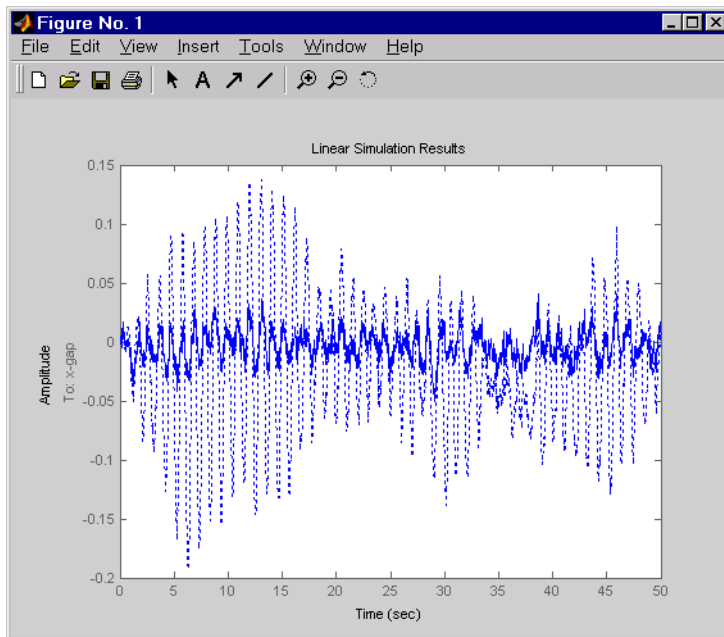 Figure No. 1
File Edit View Insert Tools Window Help
A
Linear Simulation Results
0.15
0.1
0.05
0
-0.05
-0.1
-0.15
-0.2
Amplitude
To: x-gap
0 5 10 15 20 25 30 35 40 45 50
Time (sec)